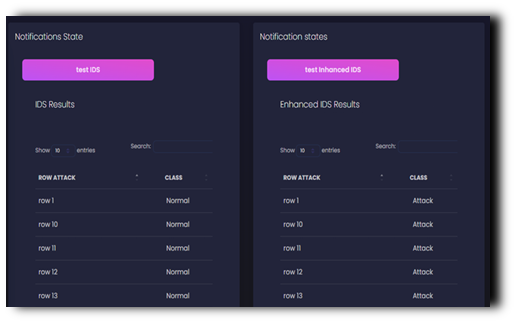 Notifications State
test IDS
IDS Results
Show 10 entries
Search:
ROW ATTACK CLASS
row 1 Normal
row 10 Normal
row 11 Normal
row 12 Normal
row 13 Normal
Notification states
test Inhanced IDS
Enhanced IDS Results
Show 10 entries
Search:
ROW ATTACK CLASS
row 1 Attack
row 10 Attack
row 11 Attack
row 12 Attack
row 13 Attack